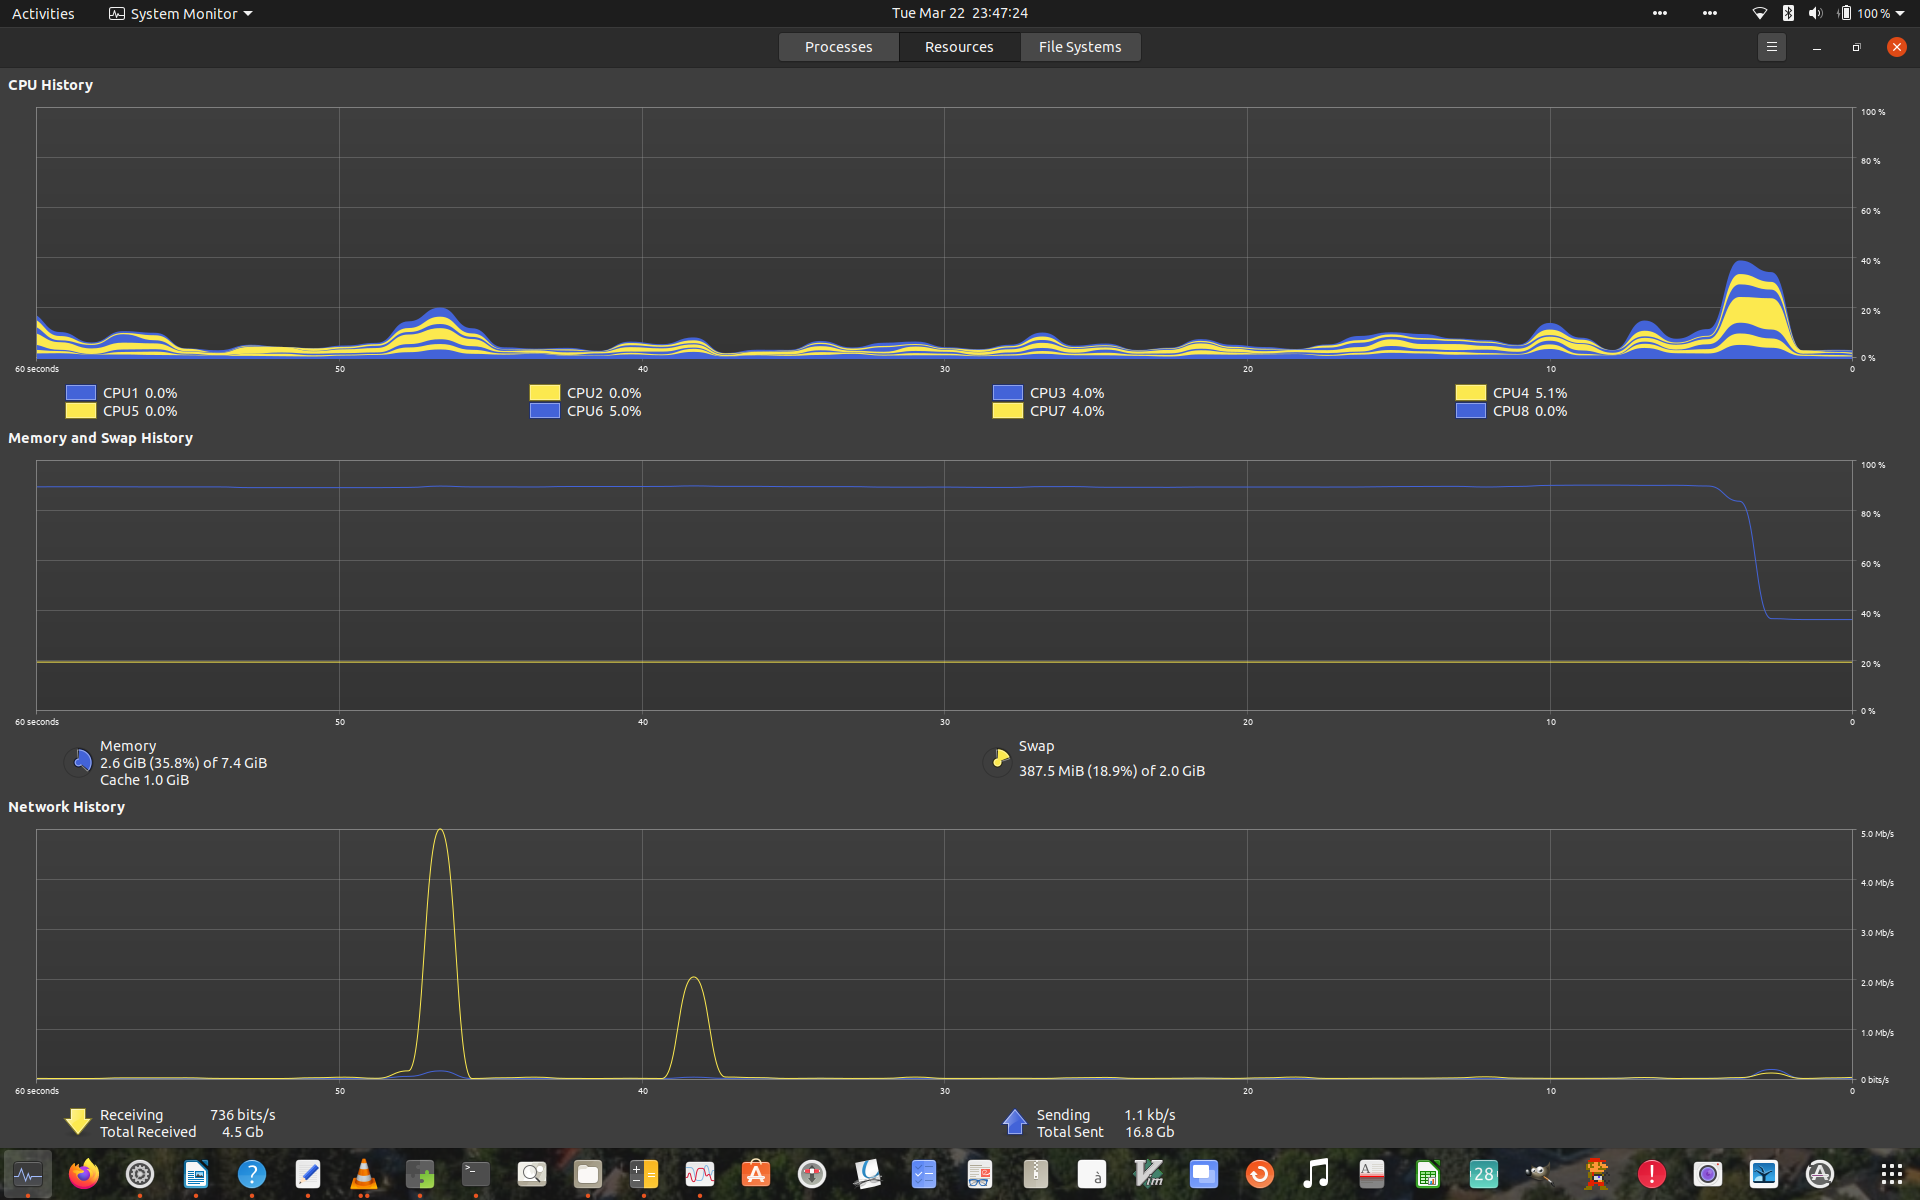 Activities System Monitor Tue Mar 22 23:47:24 100 %
Processes Resources File Systems
CPU History
100 %
80 %
60 %
40 %
20 %
0 %
60 seconds 50 40 30 20 10 0
CPU1 0.0% CPU2 0.0% CPU3 4.0% CPU4 5.1%
CPU5 0.0% CPU6 5.0% CPU7 4.0% CPU8 0.0%
Memory and Swap History
100 %
80 %
60 %
40 %
20 %
0 %
60 seconds 50 40 30 20 10 0
Memory
2.6 GiB (35.8%) of 7.4 GiB
Cache 1.0 GiB
Swap
387.5 MiB (18.9%) of 2.0 GiB
Network History
5.0 Mb/s
4.0 Mb/s
3.0 Mb/s
2.0 Mb/s
1.0 Mb/s
0 bits/s
60 seconds 50 40 30 20 10 0
Receiving 736 bits/s
Total Received 4.5 Gb
Sending 1.1 kb/s
Total Sent 16.8 Gb
? >_ à Vim A 28 !